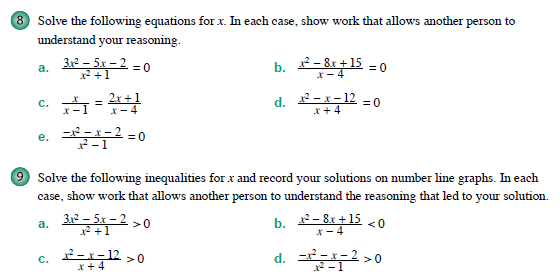 8 Solve the following equations for x. In each case, show work that allows another person to
understand your reasoning.
a. (3x² – 5x – 2)/(x² + 1) = 0
b. (x² – 8x + 15)/(x – 4) = 0
c. x/(x – 1) = (2x + 1)/(x – 4)
d. (x² – x – 12)/(x + 4) = 0
e. (–x² – x – 2)/(x² – 1) = 0
9 Solve the following inequalities for x and record your solutions on number line graphs. In each
case, show work that allows another person to understand the reasoning that led to your solution.
a. (3x² – 5x – 2)/(x² + 1) > 0
b. (x² – 8x + 15)/(x – 4) < 0
c. (x² – x – 12)/(x + 4) > 0
d. (–x² – x – 2)/(x² – 1) > 0